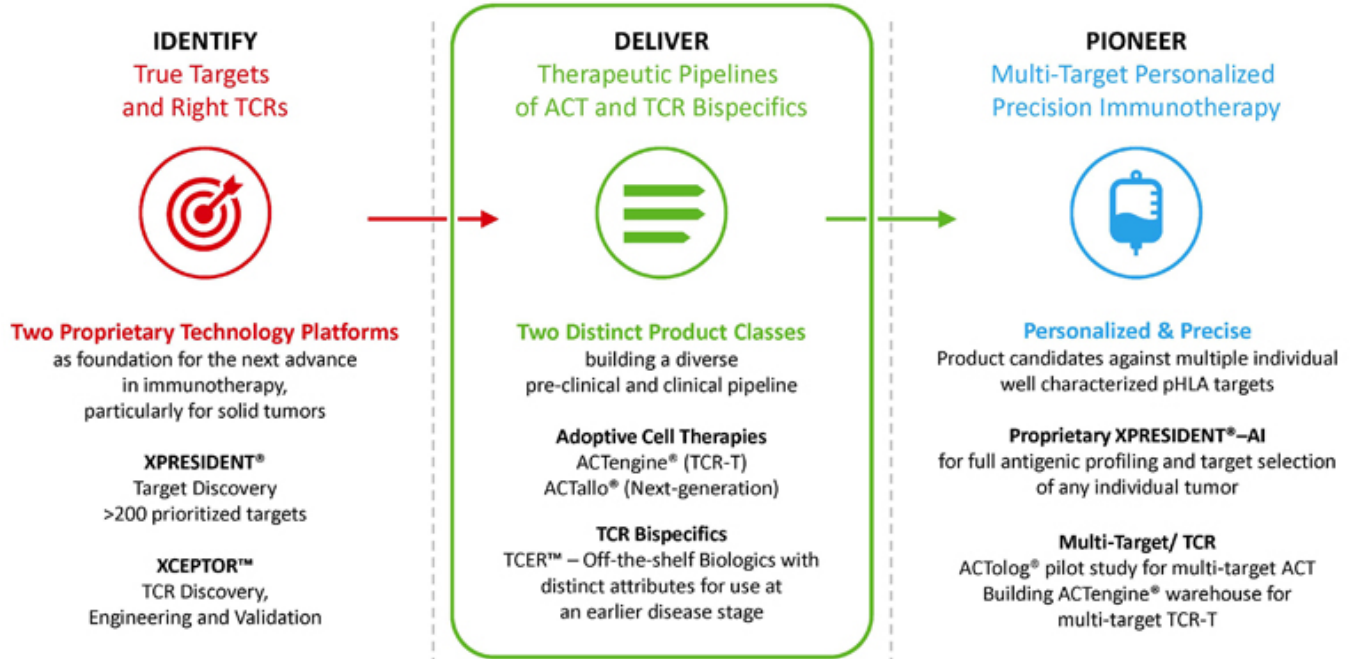 IDENTIFY
True Targets
and Right TCRs
Two Proprietary Technology Platforms
as foundation for the next advance
in immunotherapy,
particularly for solid tumors
XPRESIDENT®
Target Discovery
>200 prioritized targets
XCEPTOR™
TCR Discovery,
Engineering and Validation
DELIVER
Therapeutic Pipelines
of ACT and TCR Bispecifics
Two Distinct Product Classes
building a diverse
pre-clinical and clinical pipeline
Adoptive Cell Therapies
ACTengine® (TCR-T)
ACTallo® (Next-generation)
TCR Bispecifics
TCER™ – Off-the-shelf Biologics with
distinct attributes for use at
an earlier disease stage
PIONEER
Multi-Target Personalized
Precision Immunotherapy
Personalized & Precise
Product candidates against multiple individual
well characterized pHLA targets
Proprietary XPRESIDENT®–AI
for full antigenic profiling and target selection
of any individual tumor
Multi-Target/ TCR
ACTolog® pilot study for multi-target ACT
Building ACTengine® warehouse for
multi-target TCR-T